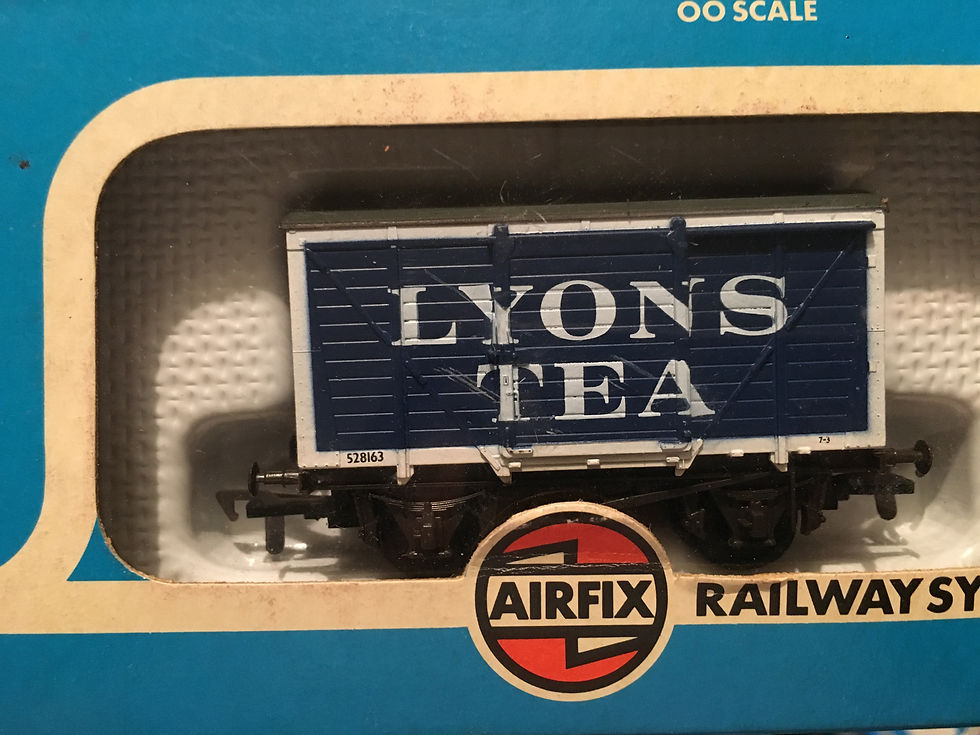 OO SCALE
LYONS
TEA
528163
7-3
AIRFIX
RAILWAY SY